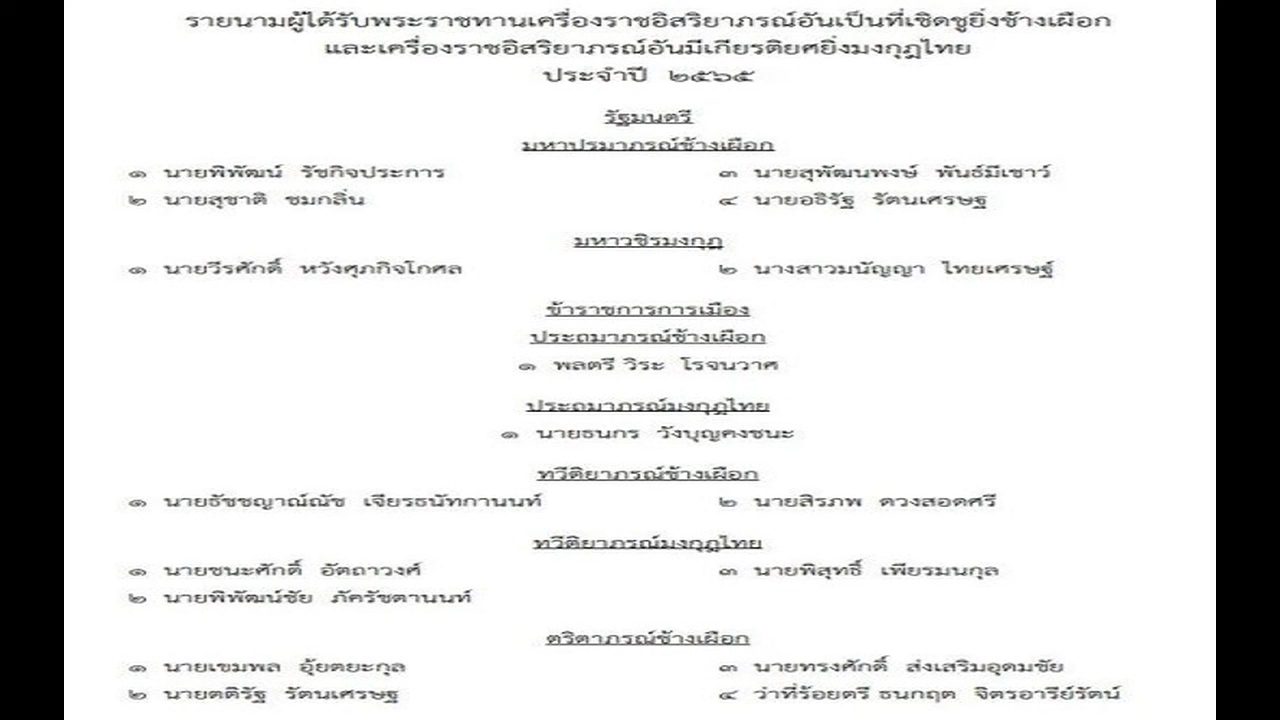 รายนามผู้ได้รับพระราชทานเครื่องราชอิสริยาภรณ์อันเป็นที่เชิดชูยิ่งช้างเผือก
และเครื่องราชอิสริยาภรณ์อันมีเกียรติยศยิ่งมงกุฎไทย
ประจำปี ๒๕๖๕
รัฐมนตรี
มหาปรมาภรณ์ช้างเผือก
๑ นายพิพัฒน์ รัชกิจประการ ๓ นายสุพัฒนพงษ์ พันธ์มีเชาว์
๒ นายสุชาติ ชมกลิ่น ๔ นายอธิรัฐ รัตนเศรษฐ
มหาวชิรมงกุฎ
๑ นายวีรศักดิ์ หวังศุภกิจโกศล ๒ นางสาวมนัญญา ไทยเศรษฐ์
ข้าราชการการเมือง
ประถมาภรณ์ช้างเผือก
๑ พลตรี วิระ โรจนวาศ
ประถมาภรณ์มงกุฎไทย
๑ นายธนกร วังบุญคงชนะ
ทวีติยาภรณ์ช้างเผือก
๑ นายธัชชญาณ์ณัช เจียรธนัทกานนท์ ๒ นายสิรภพ ดวงสอดศรี
ทวีติยาภรณ์มงกุฎไทย
๑ นายชนะศักดิ์ อัตถาวงศ์ ๓ นายพิสุทธิ์ เพียรมนกุล
๒ นายพิพัฒน์ชัย ภัครัชตานนท์
ตริตาภรณ์ช้างเผือก
๑ นายเขมพล อุ้ยตยะกุล ๓ นายทรงศักดิ์ ส่งเสริมอุดมชัย
๒ นายตติรัฐ รัตนเศรษฐ ๔ ว่าที่ร้อยตรี ธนกฤต จิตรอารีย์รัตน์